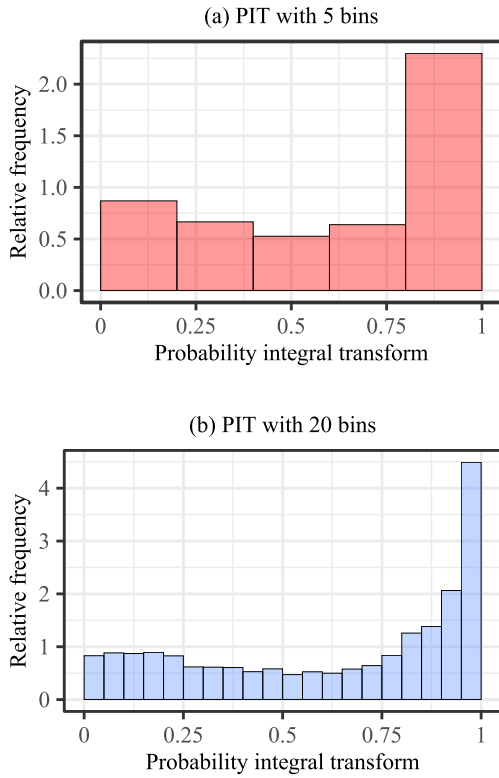 (a) PIT with 5 bins
Relative frequency
2.0
1.5
1.0
0.5
0.0
0 0.25 0.5 0.75 1
Probability integral transform
(b) PIT with 20 bins
Relative frequency
4
3
2
1
0
0 0.25 0.5 0.75 1
Probability integral transform